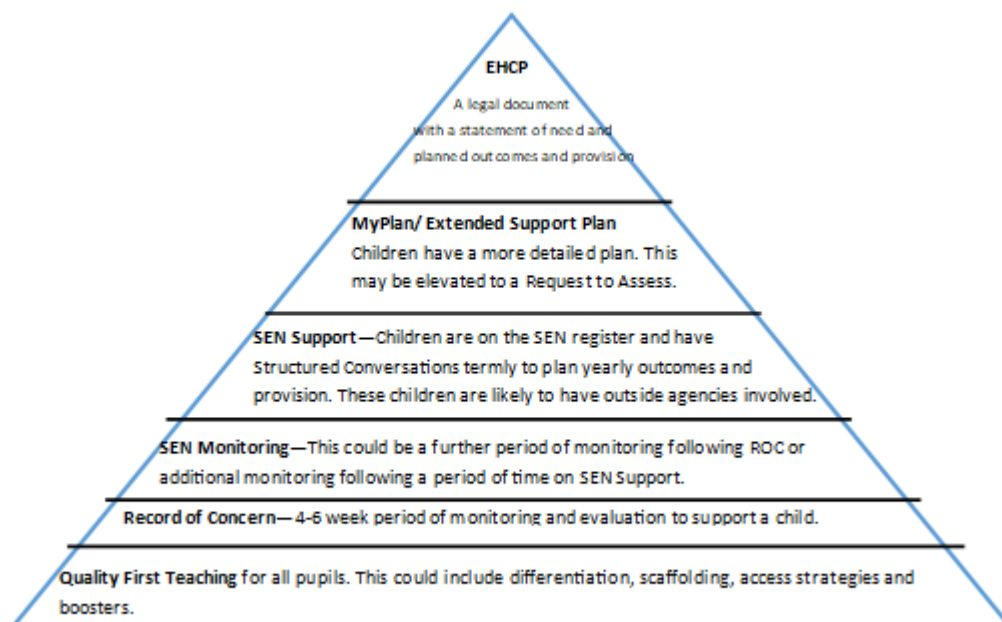 EHCP
A legal document
with a statement of need and
planned outcomes and provision
MyPlan/ Extended Support Plan
Children have a more detailed plan. This
may be elevated to a Request to Assess.
SEN Support—Children are on the SEN register and have
Structured Conversations termly to plan yearly outcomes and
provision. These children are likely to have outside agencies involved.
SEN Monitoring—This could be a further period of monitoring following ROC or
additional monitoring following a period of time on SEN Support.
Record of Concern—4-6 week period of monitoring and evaluation to support a child.
Quality First Teaching for all pupils. This could include differentiation, scaffolding, access strategies and
boosters.